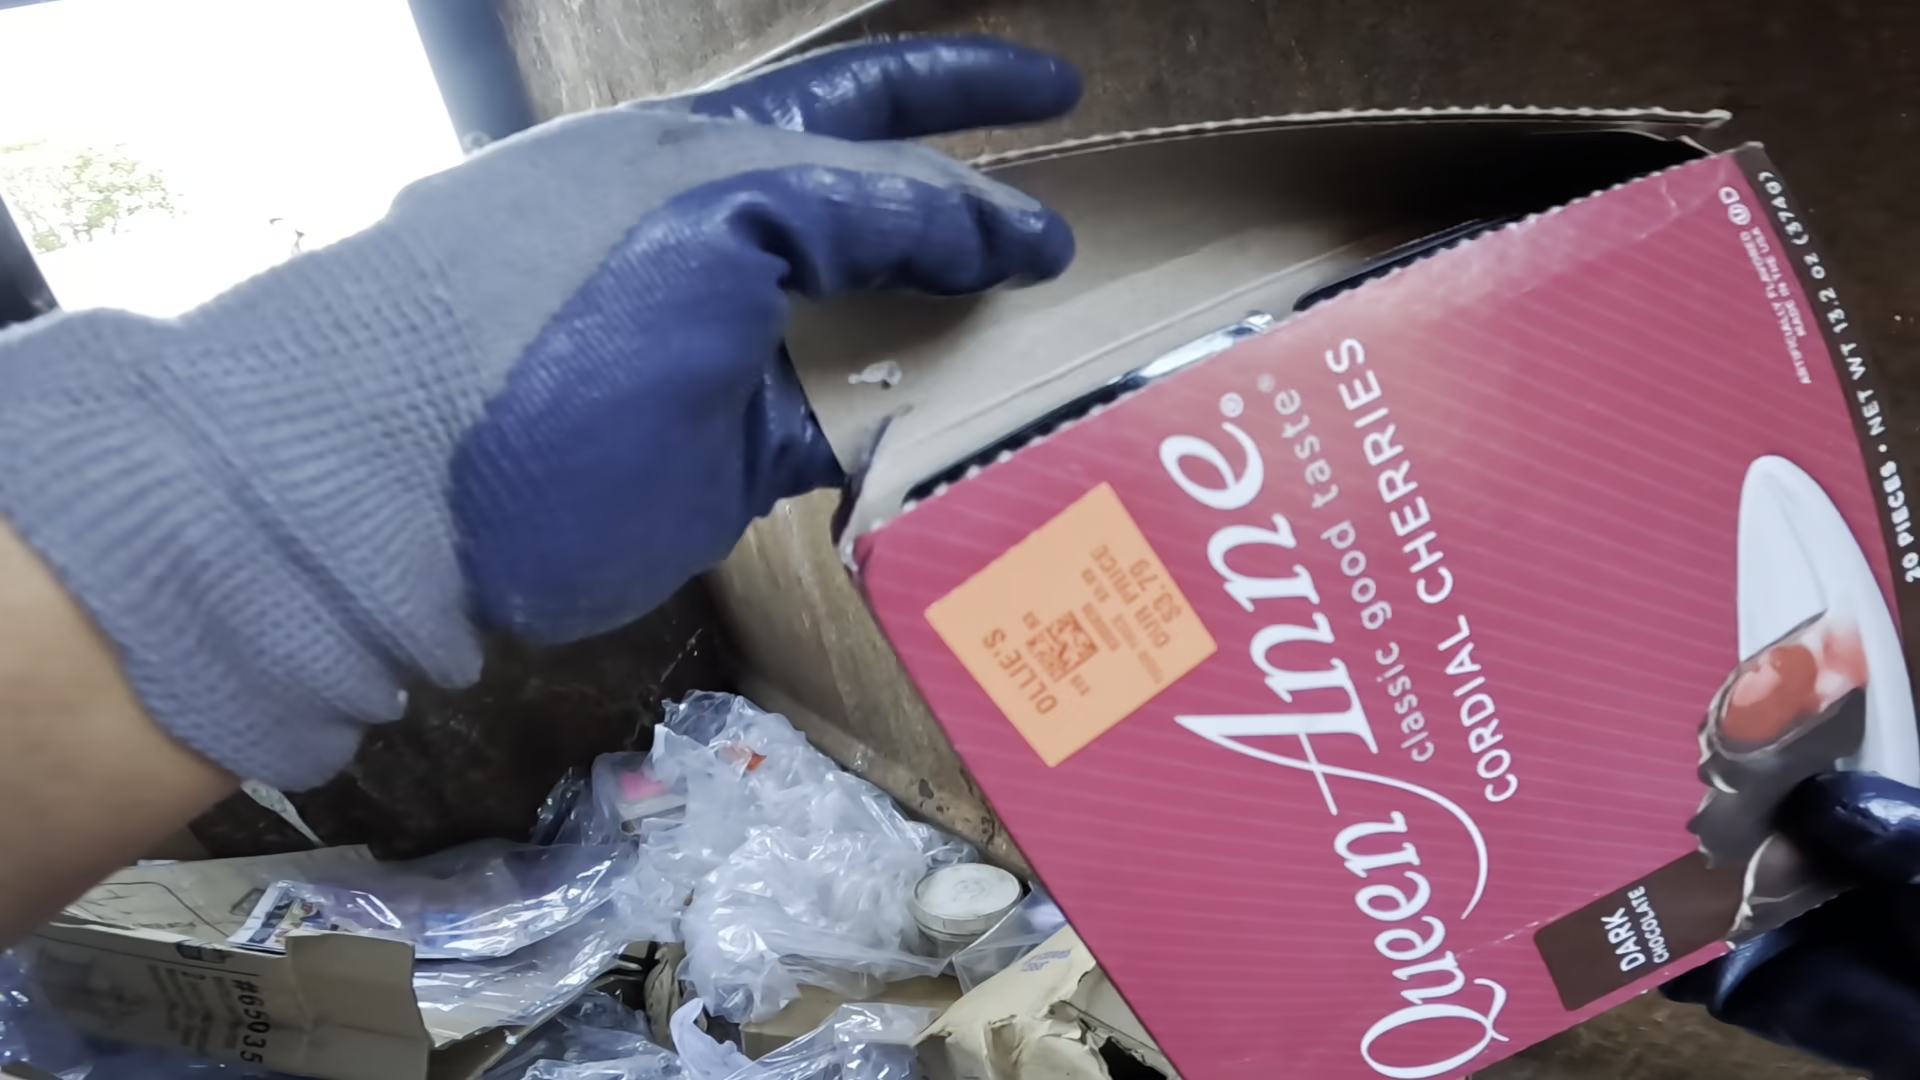 Queen Anne®
classic good taste®
CORDIAL CHERRIES
DARK
CHOCOLATE
OLLIE'S
OUR PRICE
$3.79
ARTIFICIALLY FLAVORED
MADE IN THE USA
20 PIECES • NET WT 13.2 OZ (374g)
#65035